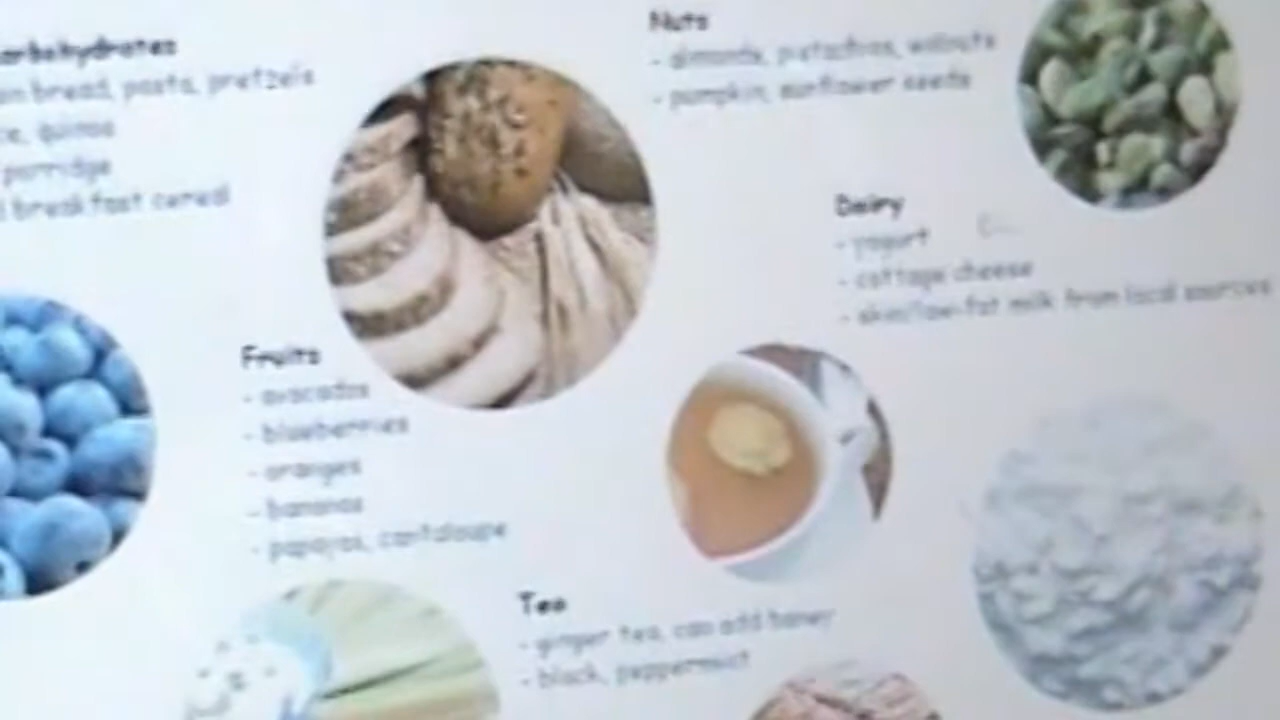 arbohydrates
in bread, pasta, pretzels
ce, quinoa
porridge
d breakfast cereal
Nuts
- almonds, pistachios, walnuts
- pumpkin, sunflower seeds
Dairy
- yogurt
- cottage cheese
- skim/low-fat milk from local sources
Fruits
- avocados
- blueberries
- oranges
- bananas
- papayas, cantaloupe
Tea
- ginger tea, can add honey
- black, peppermint